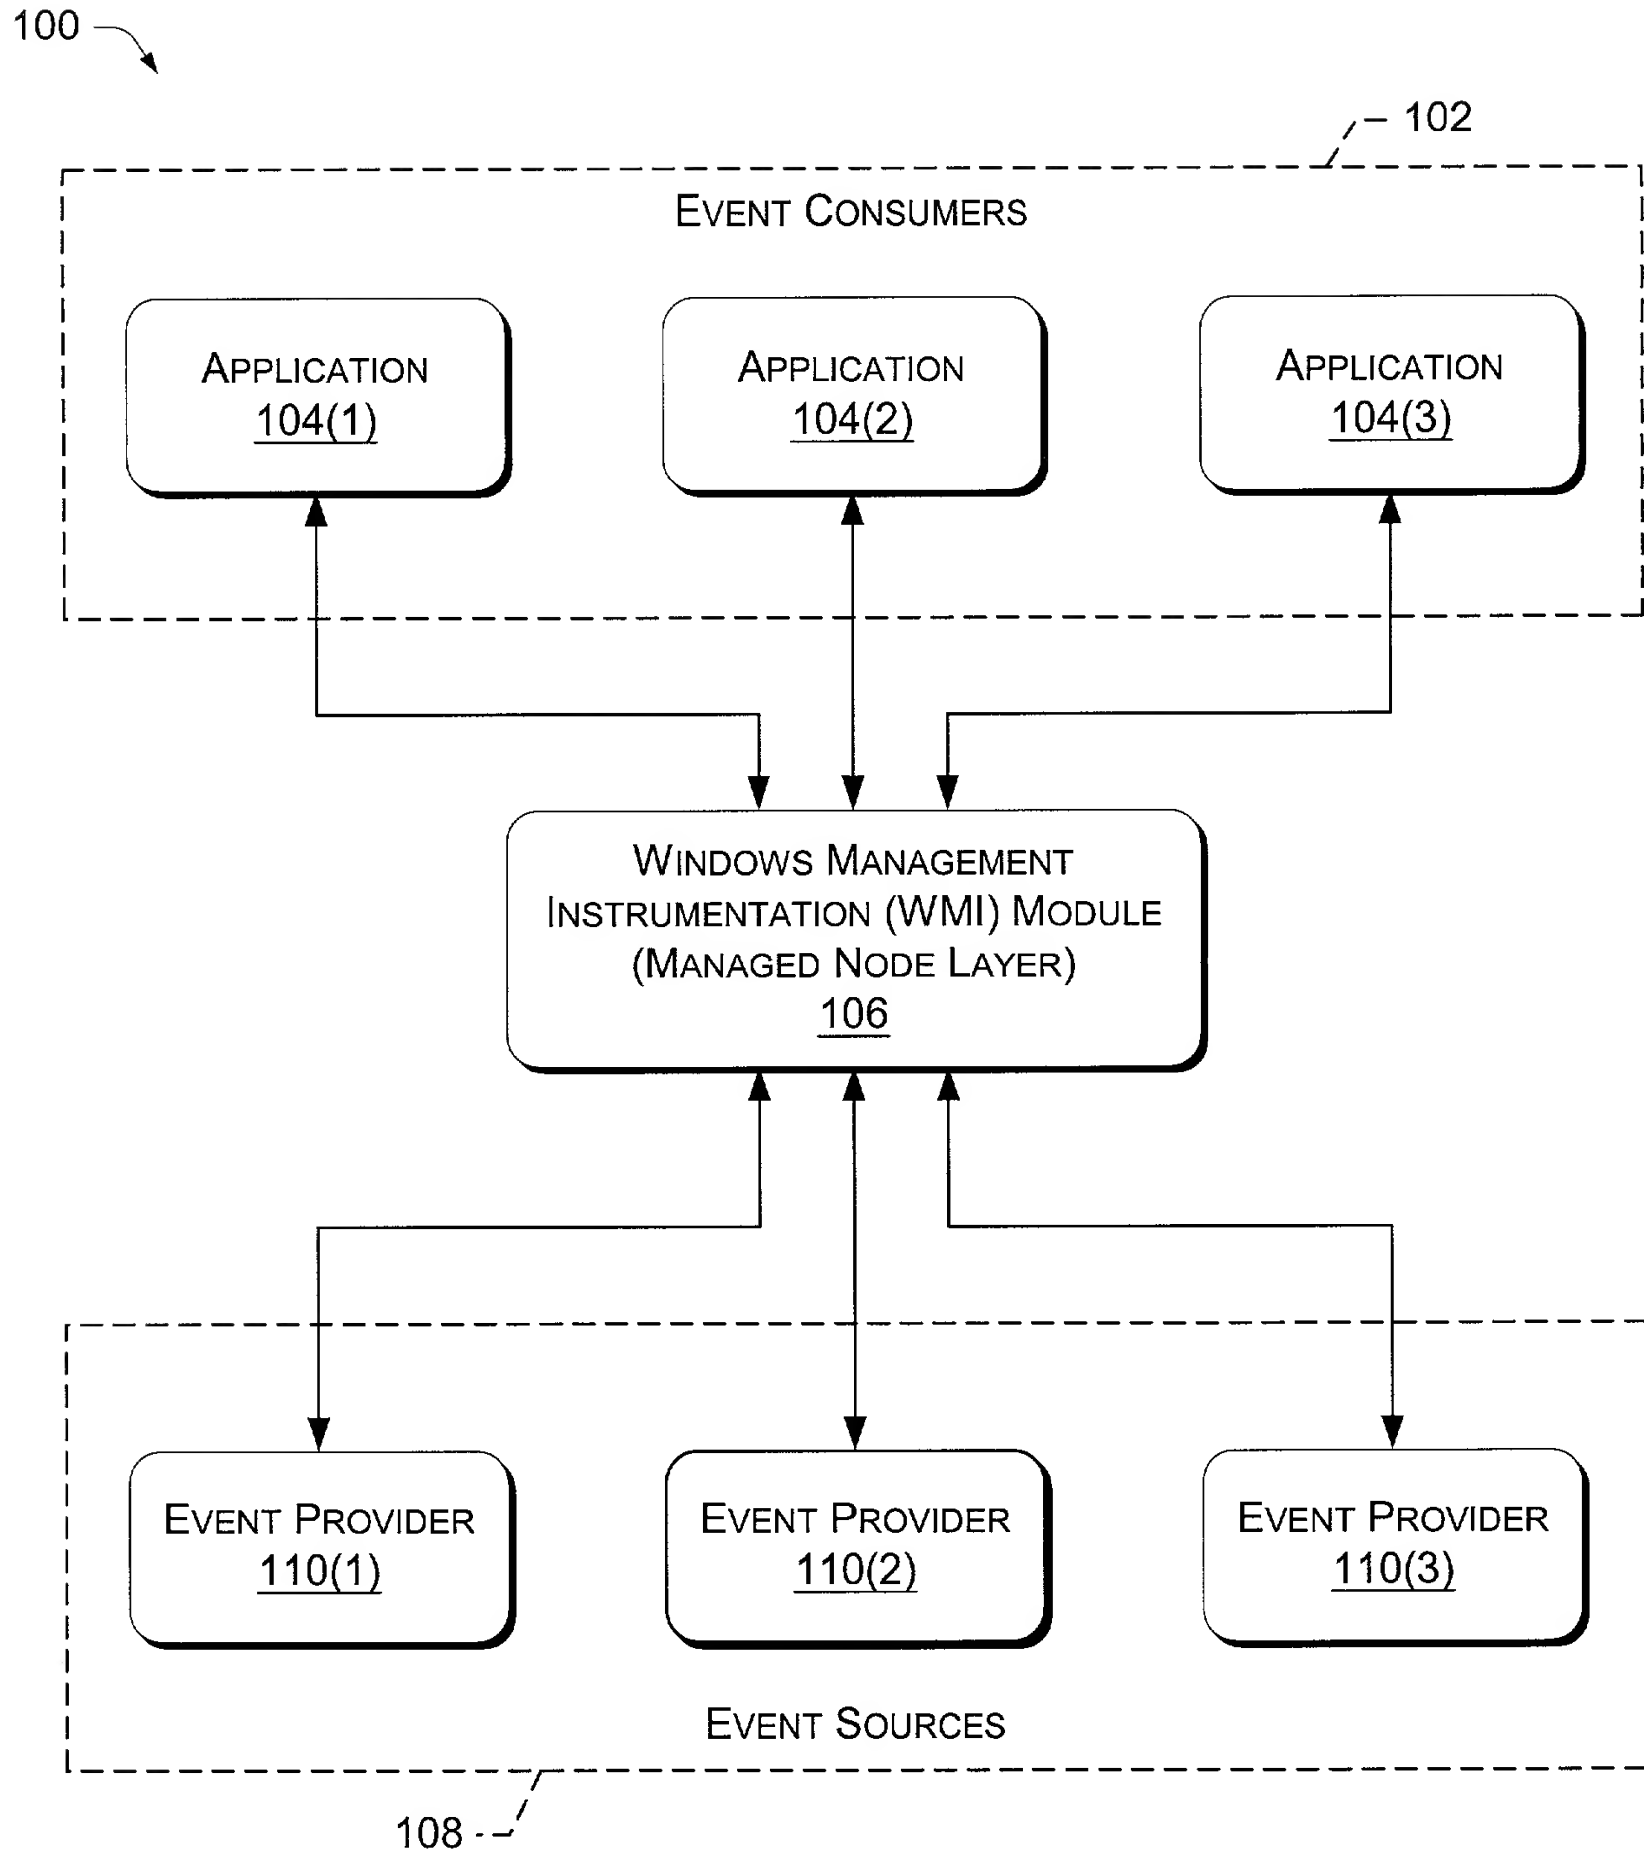 100
102
EVENT CONSUMERS
APPLICATION
104(1)
APPLICATION
104(2)
APPLICATION
104(3)
WINDOWS MANAGEMENT
INSTRUMENTATION (WMI) MODULE
(MANAGED NODE LAYER)
106
EVENT PROVIDER
110(1)
EVENT PROVIDER
110(2)
EVENT PROVIDER
110(3)
EVENT SOURCES
108